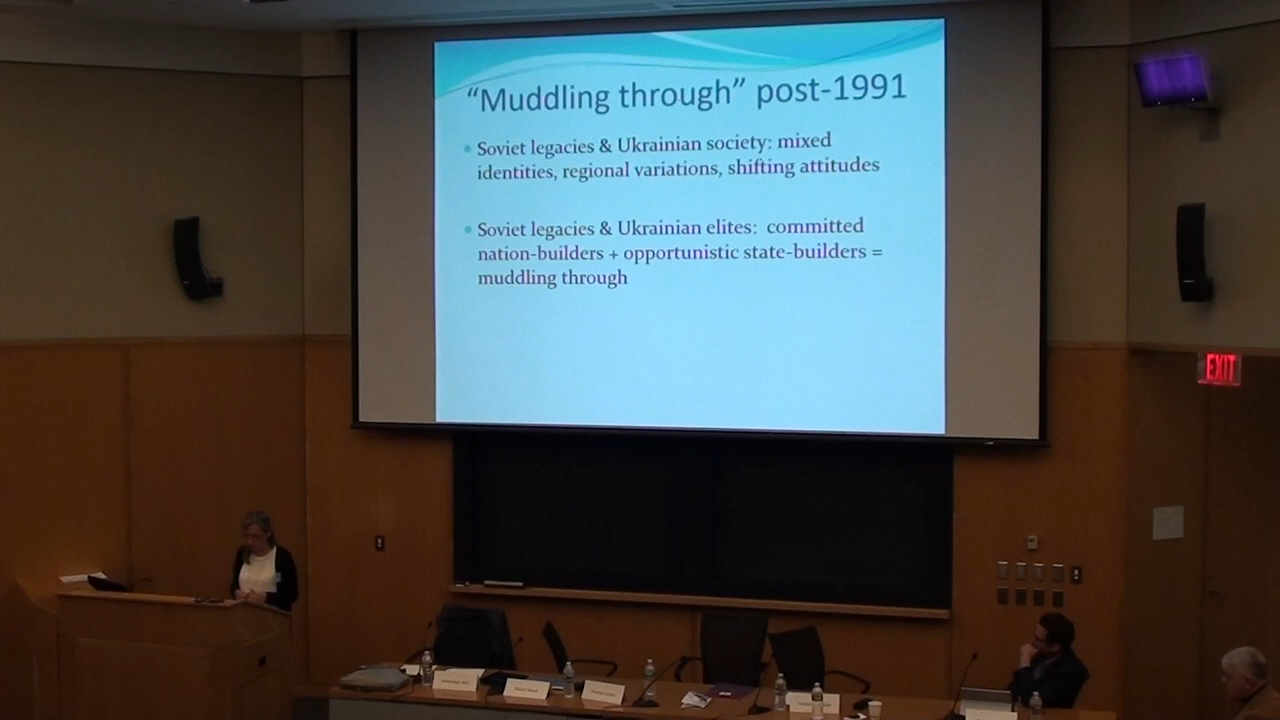 “Muddling through” post-1991
Soviet legacies & Ukrainian society: mixed
identities, regional variations, shifting attitudes
Soviet legacies & Ukrainian elites: committed
nation-builders + opportunistic state-builders =
muddling through
EXIT